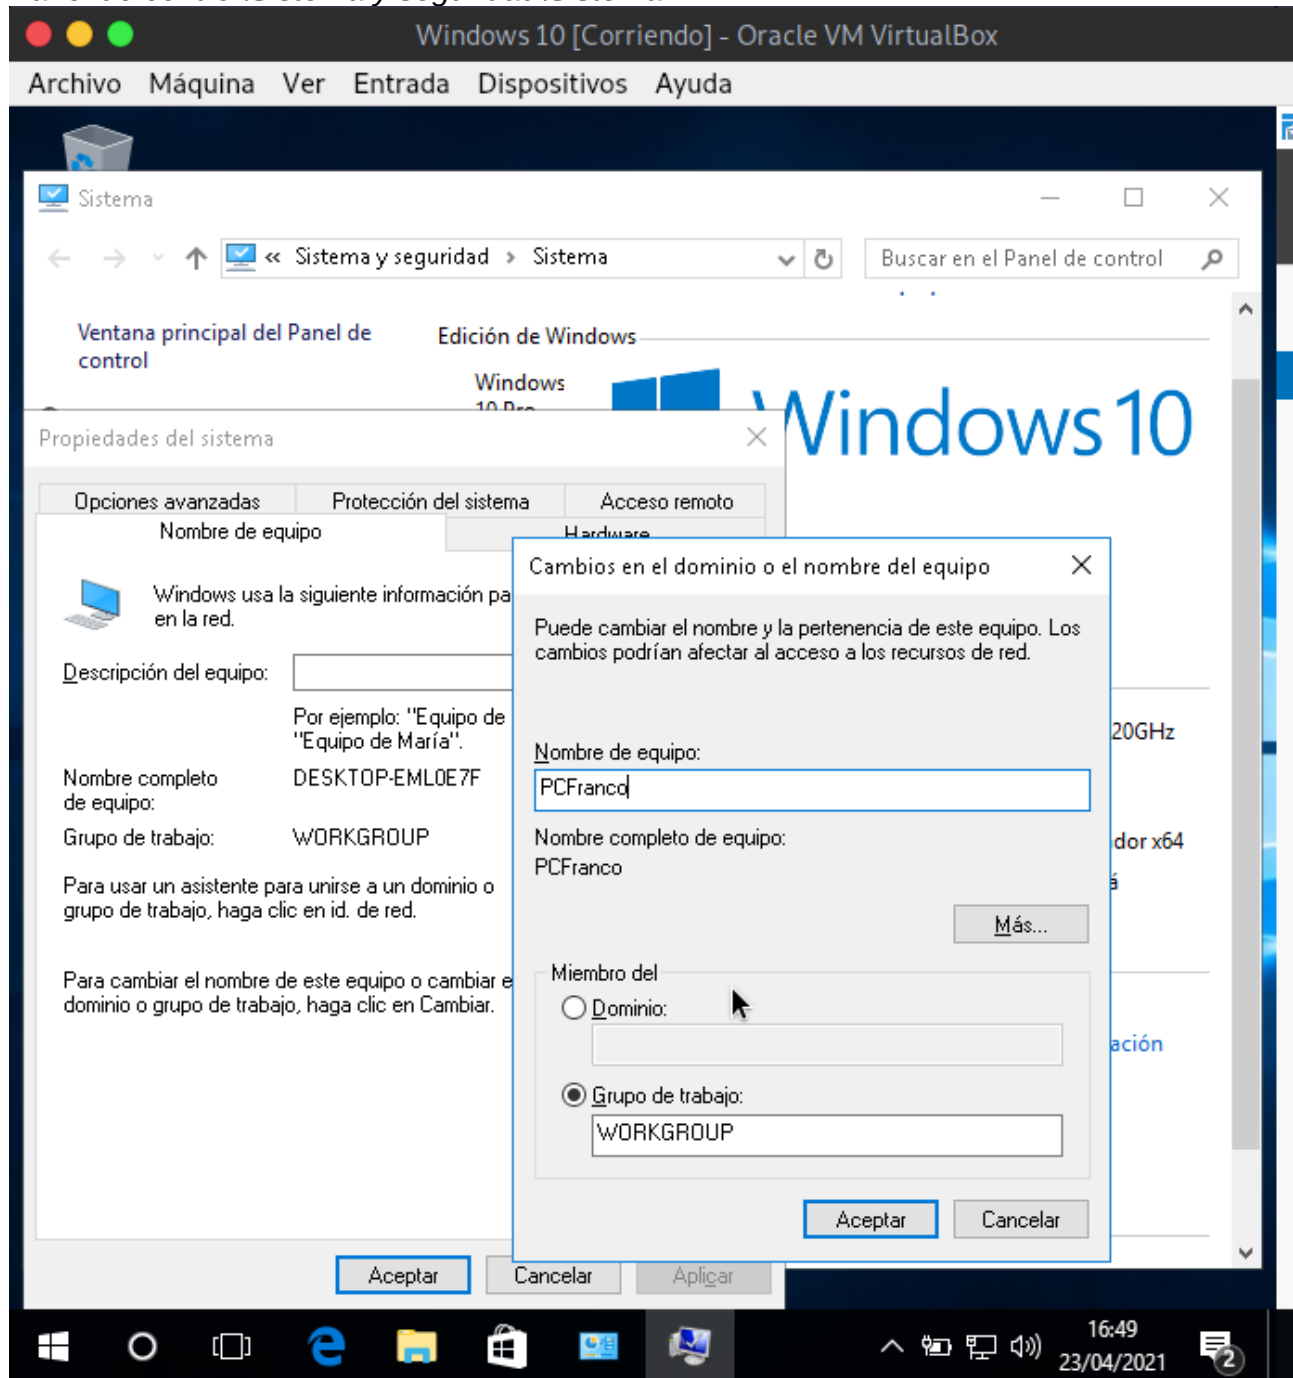 Windows 10 [Corriendo] - Oracle VM VirtualBox
Archivo Máquina Ver Entrada Dispositivos Ayuda
Sistema
« Sistema y seguridad > Sistema
Buscar en el Panel de control
Ventana principal del Panel de
control
Edición de Windows
Windows
10 Pro
Windows 10
Propiedades del sistema
Opciones avanzadas
Protección del sistema
Acceso remoto
Nombre de equipo
Hardware
Windows usa la siguiente información pa
en la red.
Descripción del equipo:
Por ejemplo: "Equipo de
"Equipo de María".
Nombre completo
de equipo:
DESKTOP-EML0E7F
Grupo de trabajo:
WORKGROUP
Para usar un asistente para unirse a un dominio o
grupo de trabajo, haga clic en id. de red.
Para cambiar el nombre de este equipo o cambiar e
dominio o grupo de trabajo, haga clic en Cambiar.
Aceptar
Cancelar
Aplicar
Cambios en el dominio o el nombre del equipo
Puede cambiar el nombre y la pertenencia de este equipo. Los
cambios podrían afectar al acceso a los recursos de red.
Nombre de equipo:
PCFranco
Nombre completo de equipo:
PCFranco
Más...
Miembro del
Dominio:
Grupo de trabajo:
WORKGROUP
Aceptar
Cancelar
20GHz
dor x64
á
ación
16:49
23/04/2021
2